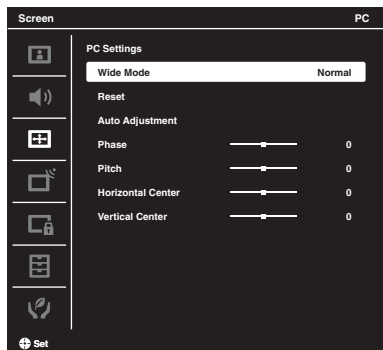 Screen PC
PC Settings
Wide Mode Normal
Reset
Auto Adjustment
Phase 0
Pitch 0
Horizontal Center 0
Vertical Center 0
Set